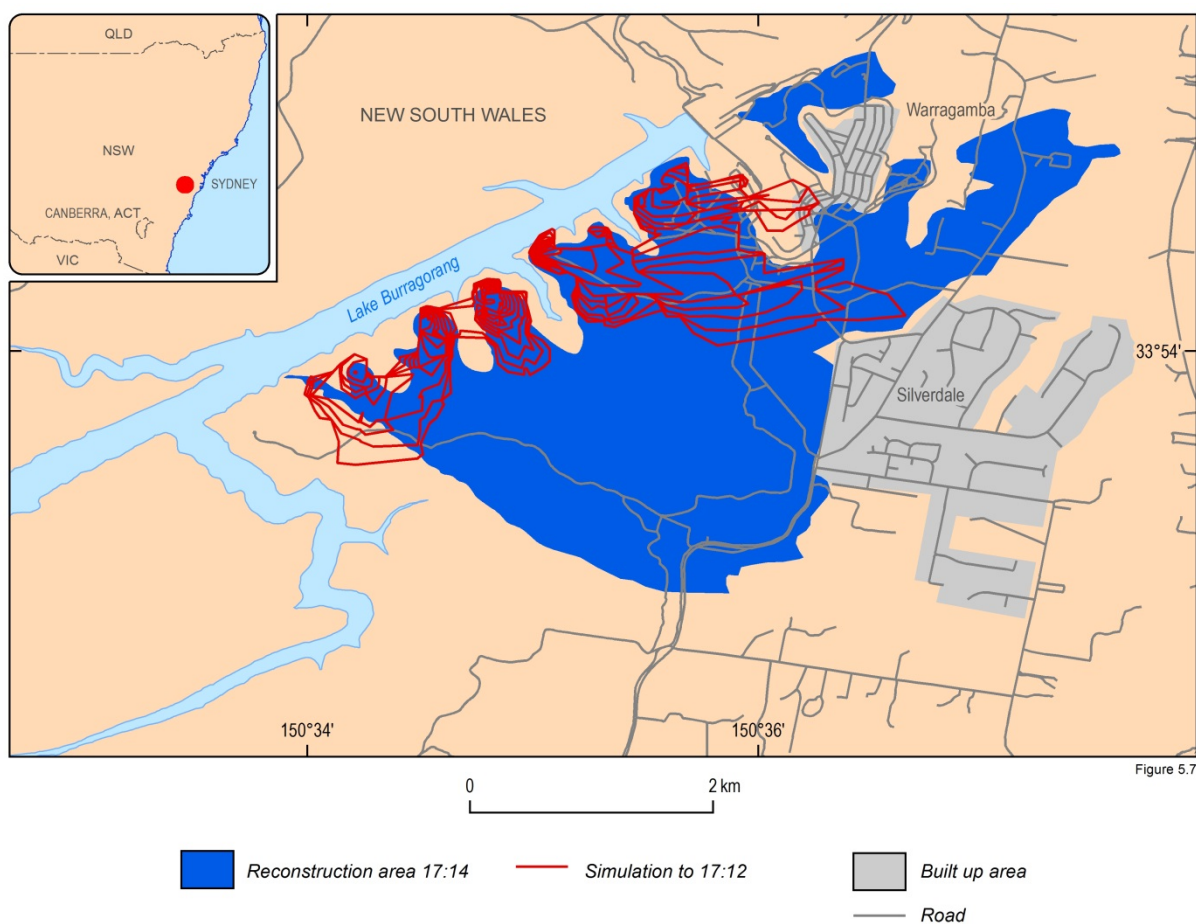 QLD
NSW
SYDNEY
CANBERRA, ACT
VIC
NEW SOUTH WALES
Warragamba
Lake Burragorang
33°54'
Silverdale
150°34'
150°36'
Figure 5.7
0 2 km
Reconstruction area 17:14
Simulation to 17:12
Built up area
Road